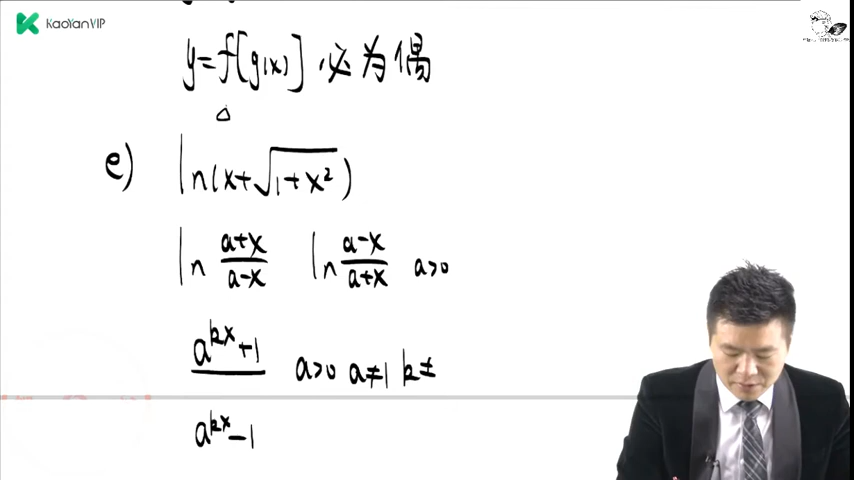 KaoYanVIP
y=f[g(x)],必为偶
e) ln(x+√1+x²)
ln a+x/a-x ln a-x/a+x a>0
a^kx+1/a^kx-1 a>0 a≠1 k≠